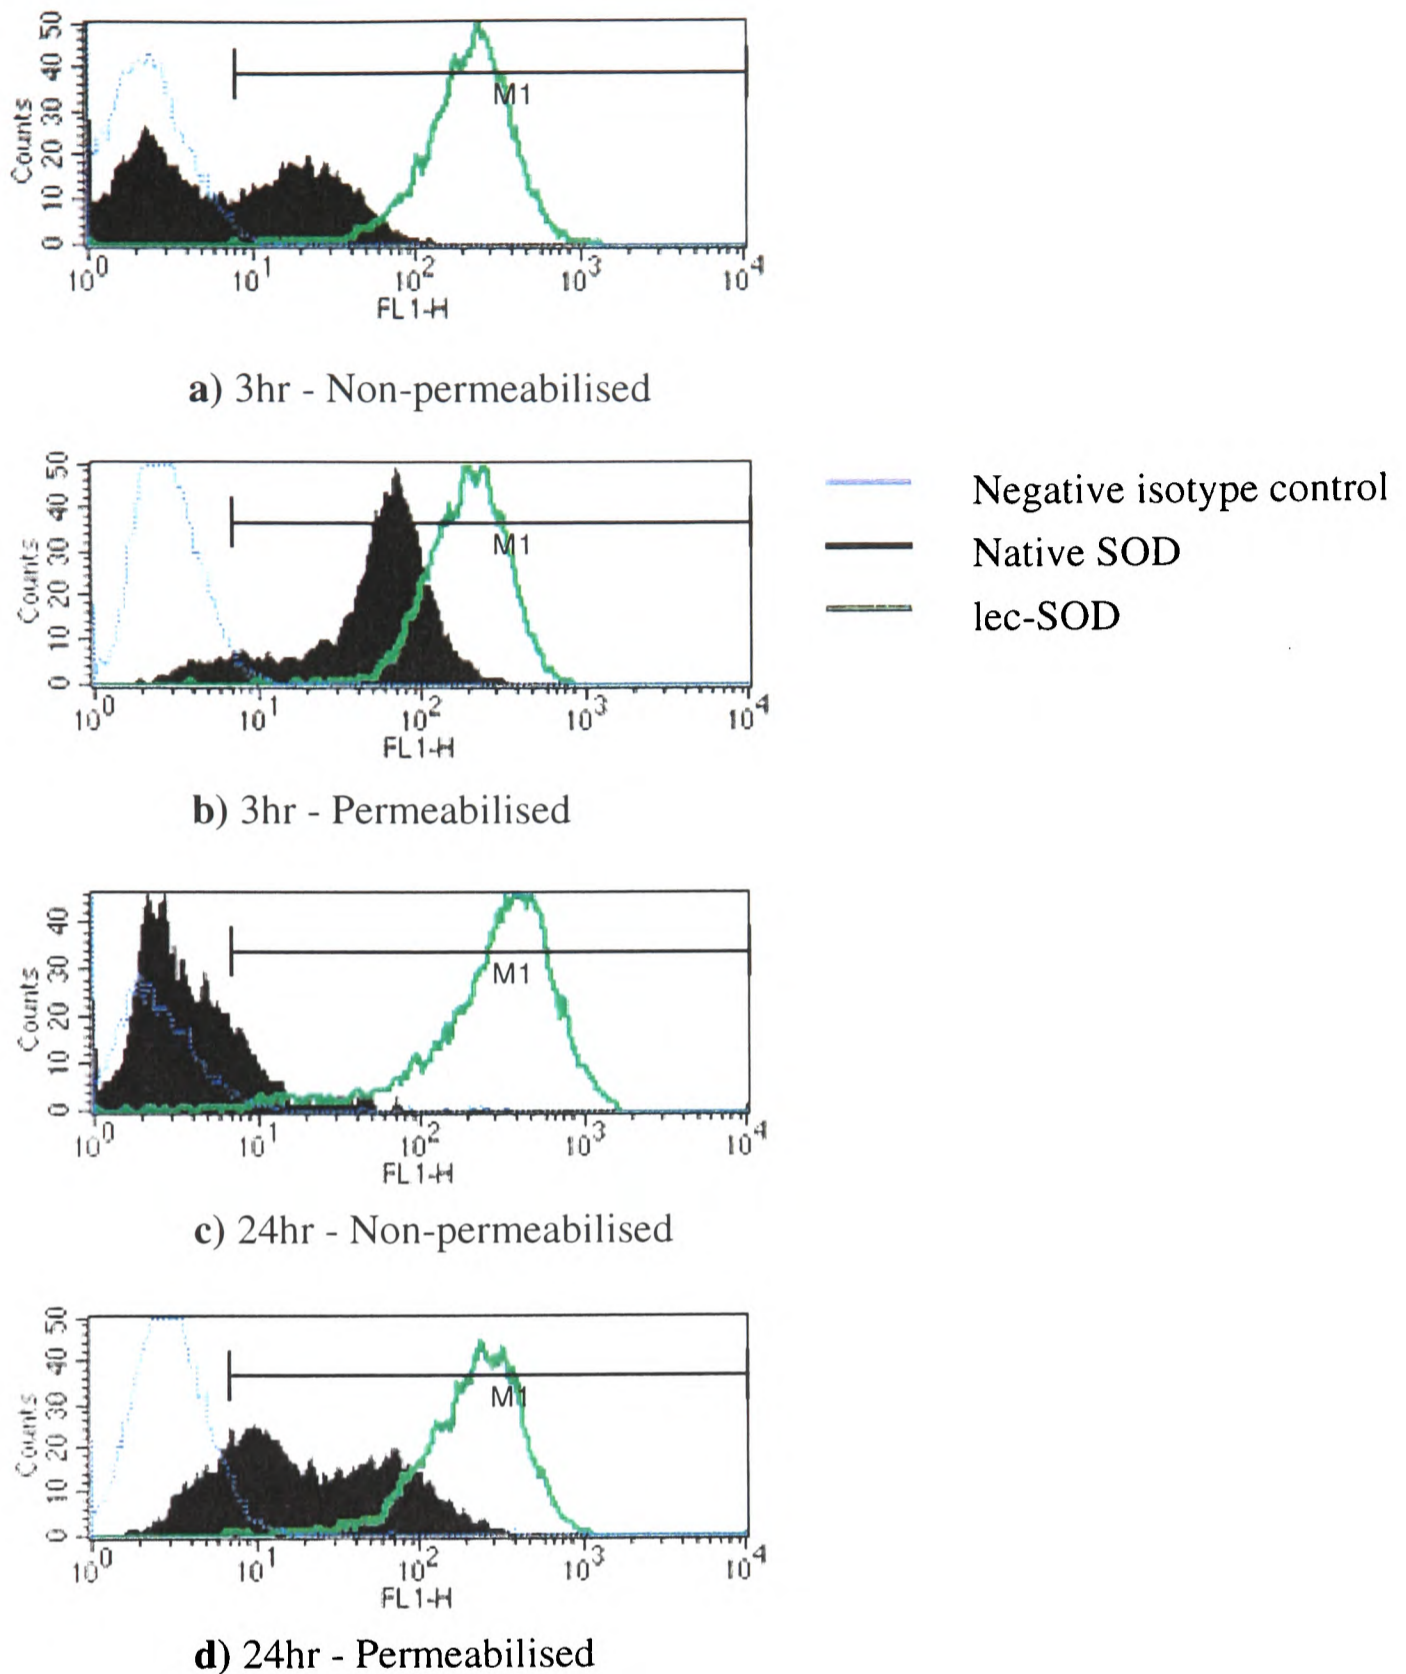 50
40
30
20
10
0
Counts
M1
10^0 10^1 10^2 10^3 10^4
FL1-H
a) 3hr - Non-permeabilised
50
40
30
20
10
0
Counts
M1
10^0 10^1 10^2 10^3 10^4
FL1-H
b) 3hr - Permeabilised
Negative isotype control
Native SOD
lec-SOD
40
30
20
10
0
Counts
M1
10^0 10^1 10^2 10^3 10^4
FL1-H
c) 24hr - Non-permeabilised
50
40
30
20
10
0
Counts
M1
10^0 10^1 10^2 10^3 10^4
FL1-H
d) 24hr - Permeabilised